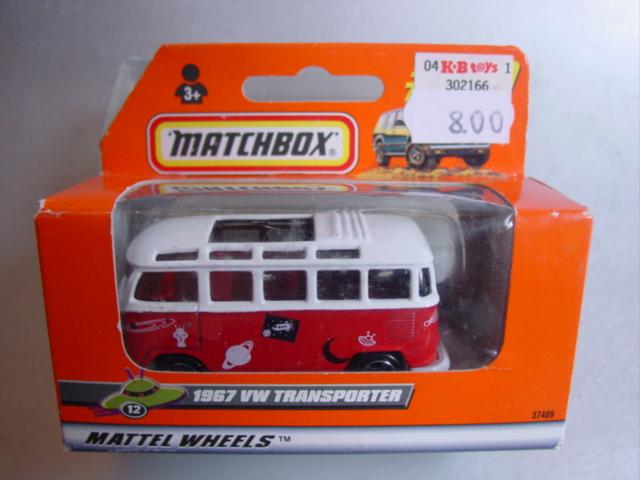 04 K·B toys 1
302166
8.00
3+
"MATCHBOX"®
12
1967 VW TRANSPORTER
37489
MATTEL WHEELS™